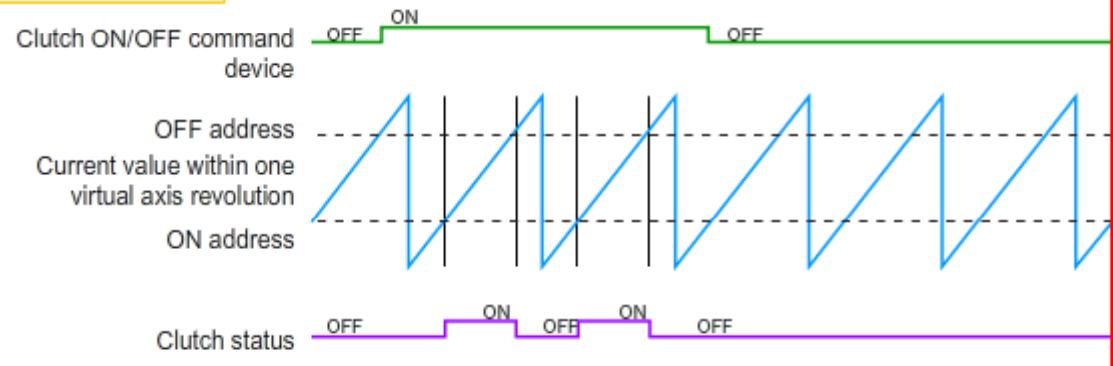 ON
Clutch ON/OFF command OFF OFF
device
OFF address
Current value within one
virtual axis revolution
ON address
ON ON
Clutch status OFF OFF OFF